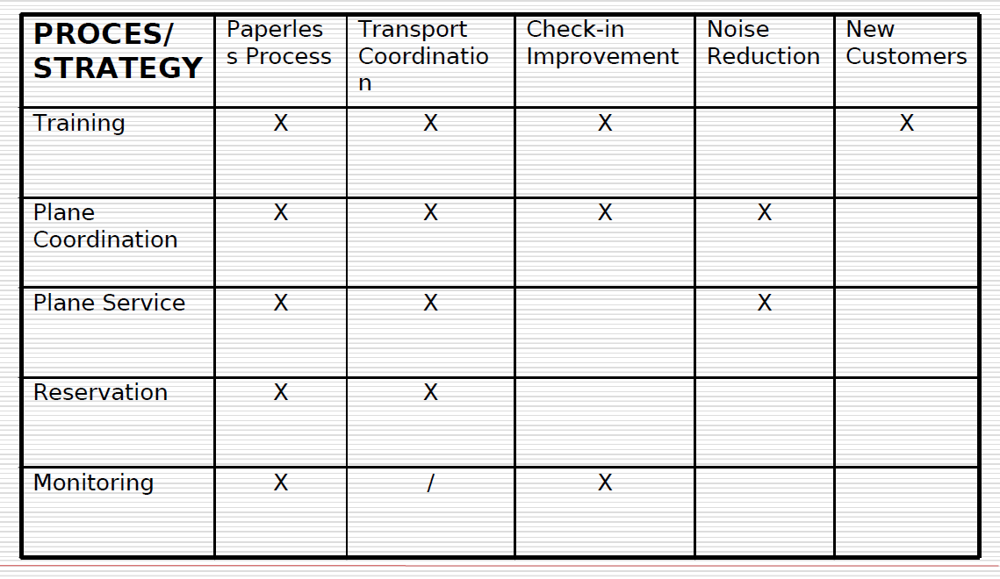 PROCES/
STRATEGY
Paperles
s Process
Transport
Coordinatio
n
Check-in
Improvement
Noise
Reduction
New
Customers
Training
X
X
X
X
Plane
Coordination
X
X
X
X
Plane Service
X
X
X
Reservation
X
X
Monitoring
X
/
X